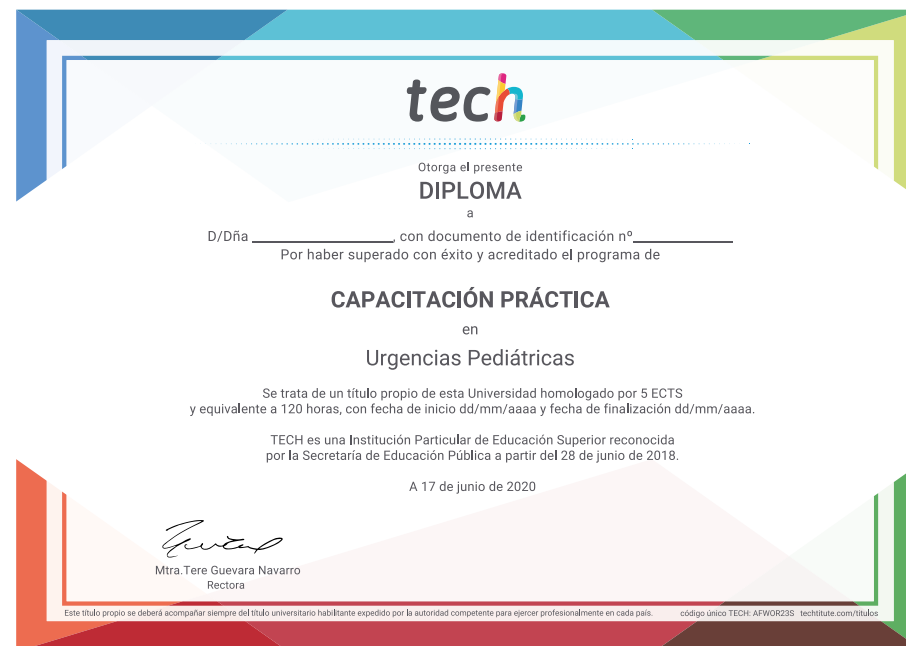 tech
Otorga el presente
DIPLOMA
a
D/Dña ____________________, con documento de identificación nº______________
Por haber superado con éxito y acreditado el programa de
CAPACITACIÓN PRÁCTICA
en
Urgencias Pediátricas
Se trata de un título propio de esta Universidad homologado por 5 ECTS
y equivalente a 120 horas, con fecha de inicio dd/mm/aaaa y fecha de finalización dd/mm/aaaa.
TECH es una Institución Particular de Educación Superior reconocida
por la Secretaría de Educación Pública a partir del 28 de junio de 2018.
A 17 de junio de 2020
Mtra.Tere Guevara Navarro
Rectora
Este título propio se deberá acompañar siempre del título universitario habilitante expedido por la autoridad competente para ejercer profesionalmente en cada país. código único TECH: AFWOR23S techtitute.com/titulos